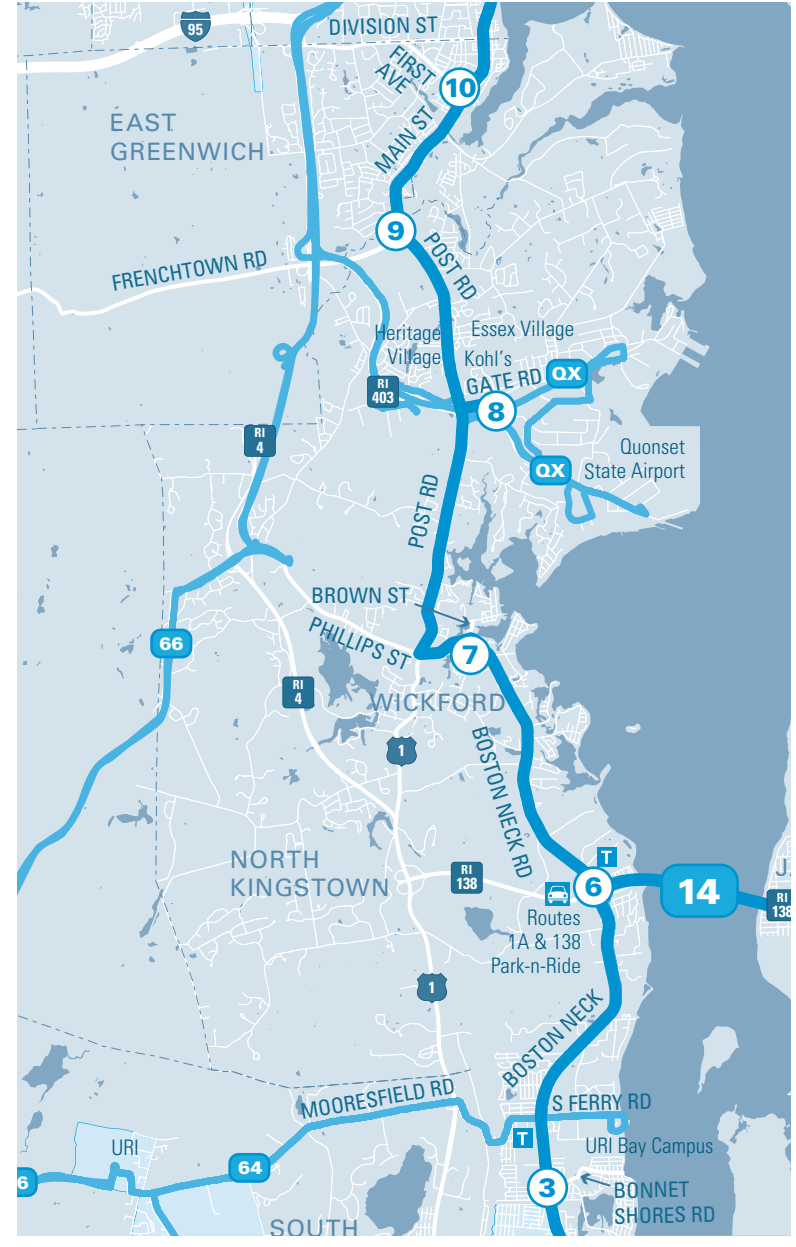 95
DIVISION ST
FIRST
AVE
10
EAST
GREENWICH
MAIN ST
9
POST RD
FRENCHTOWN RD
Heritage
Village
Essex Village
Kohl's
GATE RD
QX
RI
403
8
RI
4
Quonset
State Airport
QX
POST RD
BROWN ST
PHILLIPS ST
66
7
RI
4
WICKFORD
1
BOSTON NECK RD
NORTH
KINGSTOWN
RI
138
T
6
14
RI
138
Routes
1A & 138
Park-n-Ride
1
BOSTON NECK
MOORESFIELD RD
S FERRY RD
T
URI
URI Bay Campus
64
6
3
BONNET
SHORES RD
SOUTH